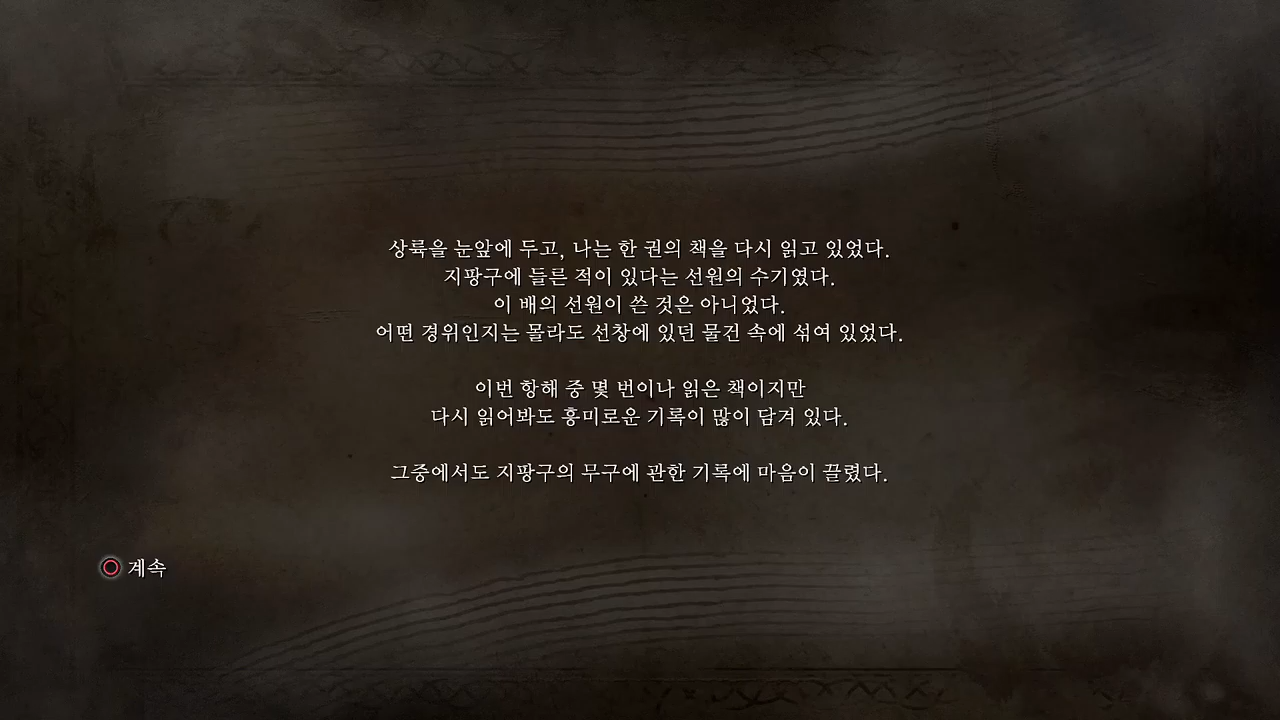 상륙을 눈앞에 두고, 나는 한 권의 책을 다시 읽고 있었다.
지팡구에 들른 적이 있다는 선원의 수기였다.
이 배의 선원이 쓴 것은 아니었다.
어떤 경위인지는 몰라도 선창에 있던 물건 속에 섞여 있었다.
이번 항해 중 몇 번이나 읽은 책이지만
다시 읽어봐도 흥미로운 기록이 많이 담겨 있다.
그중에서도 지팡구의 무구에 관한 기록에 마음이 끌렸다.
계속